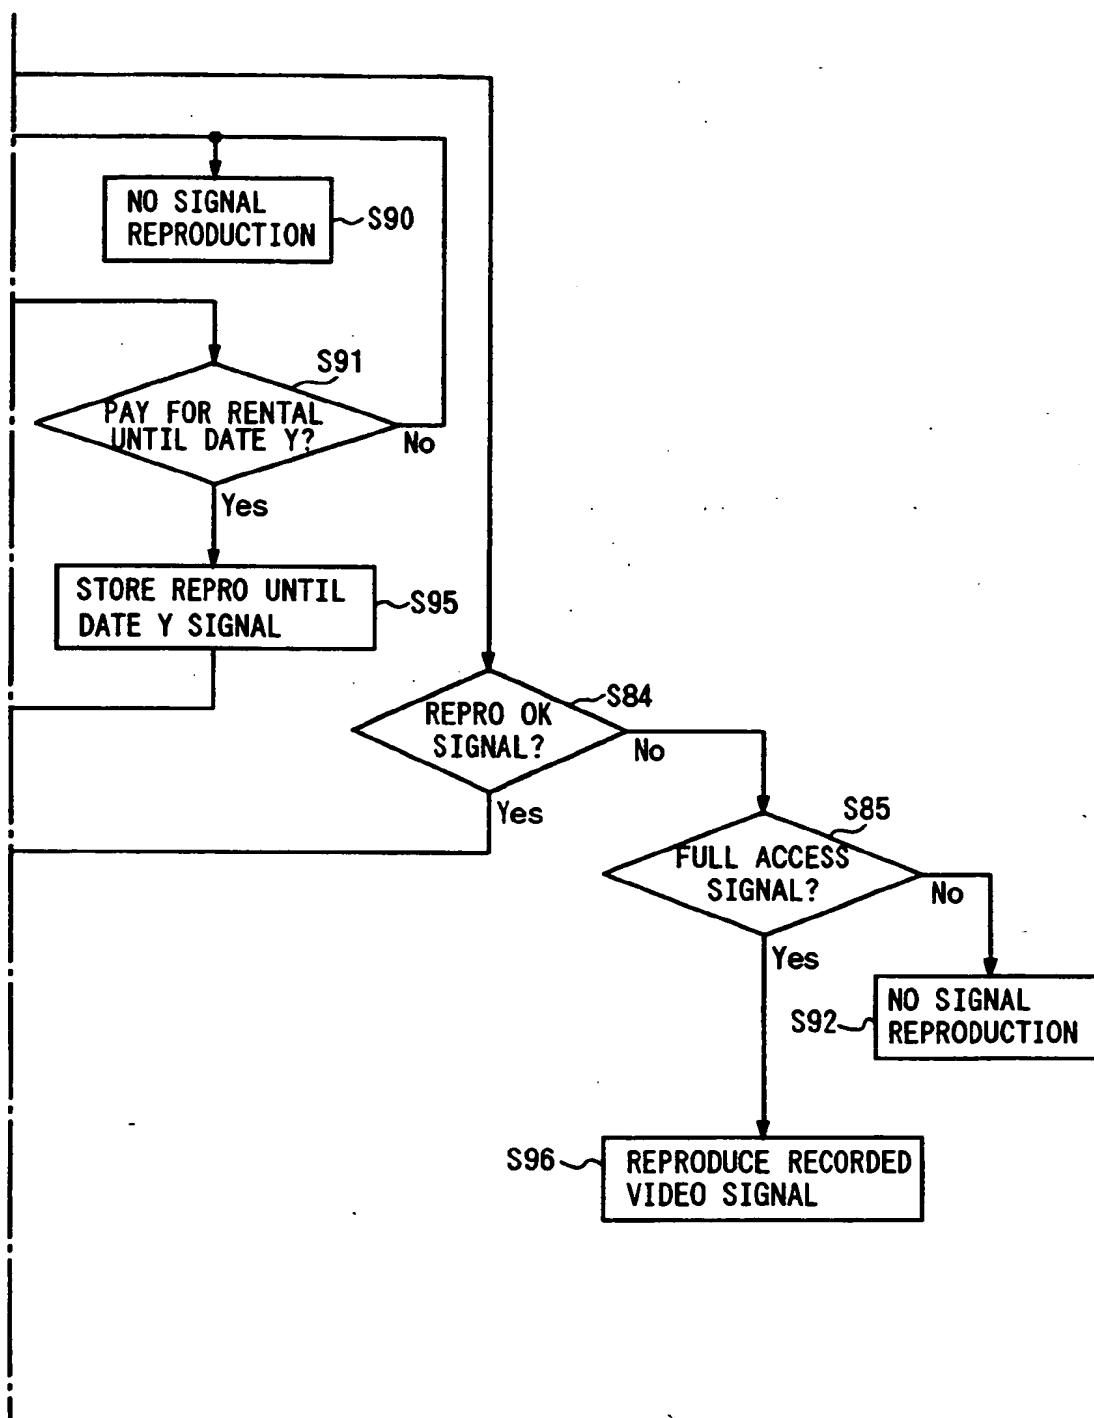 NO SIGNAL
REPRODUCTION
S90
S91
PAY FOR RENTAL
UNTIL DATE Y?
No
Yes
STORE REPRO UNTIL
DATE Y SIGNAL
S95
S84
REPRO OK
SIGNAL?
No
Yes
S85
FULL ACCESS
SIGNAL?
No
Yes
NO SIGNAL
REPRODUCTION
S92
S96
REPRODUCE RECORDED
VIDEO SIGNAL